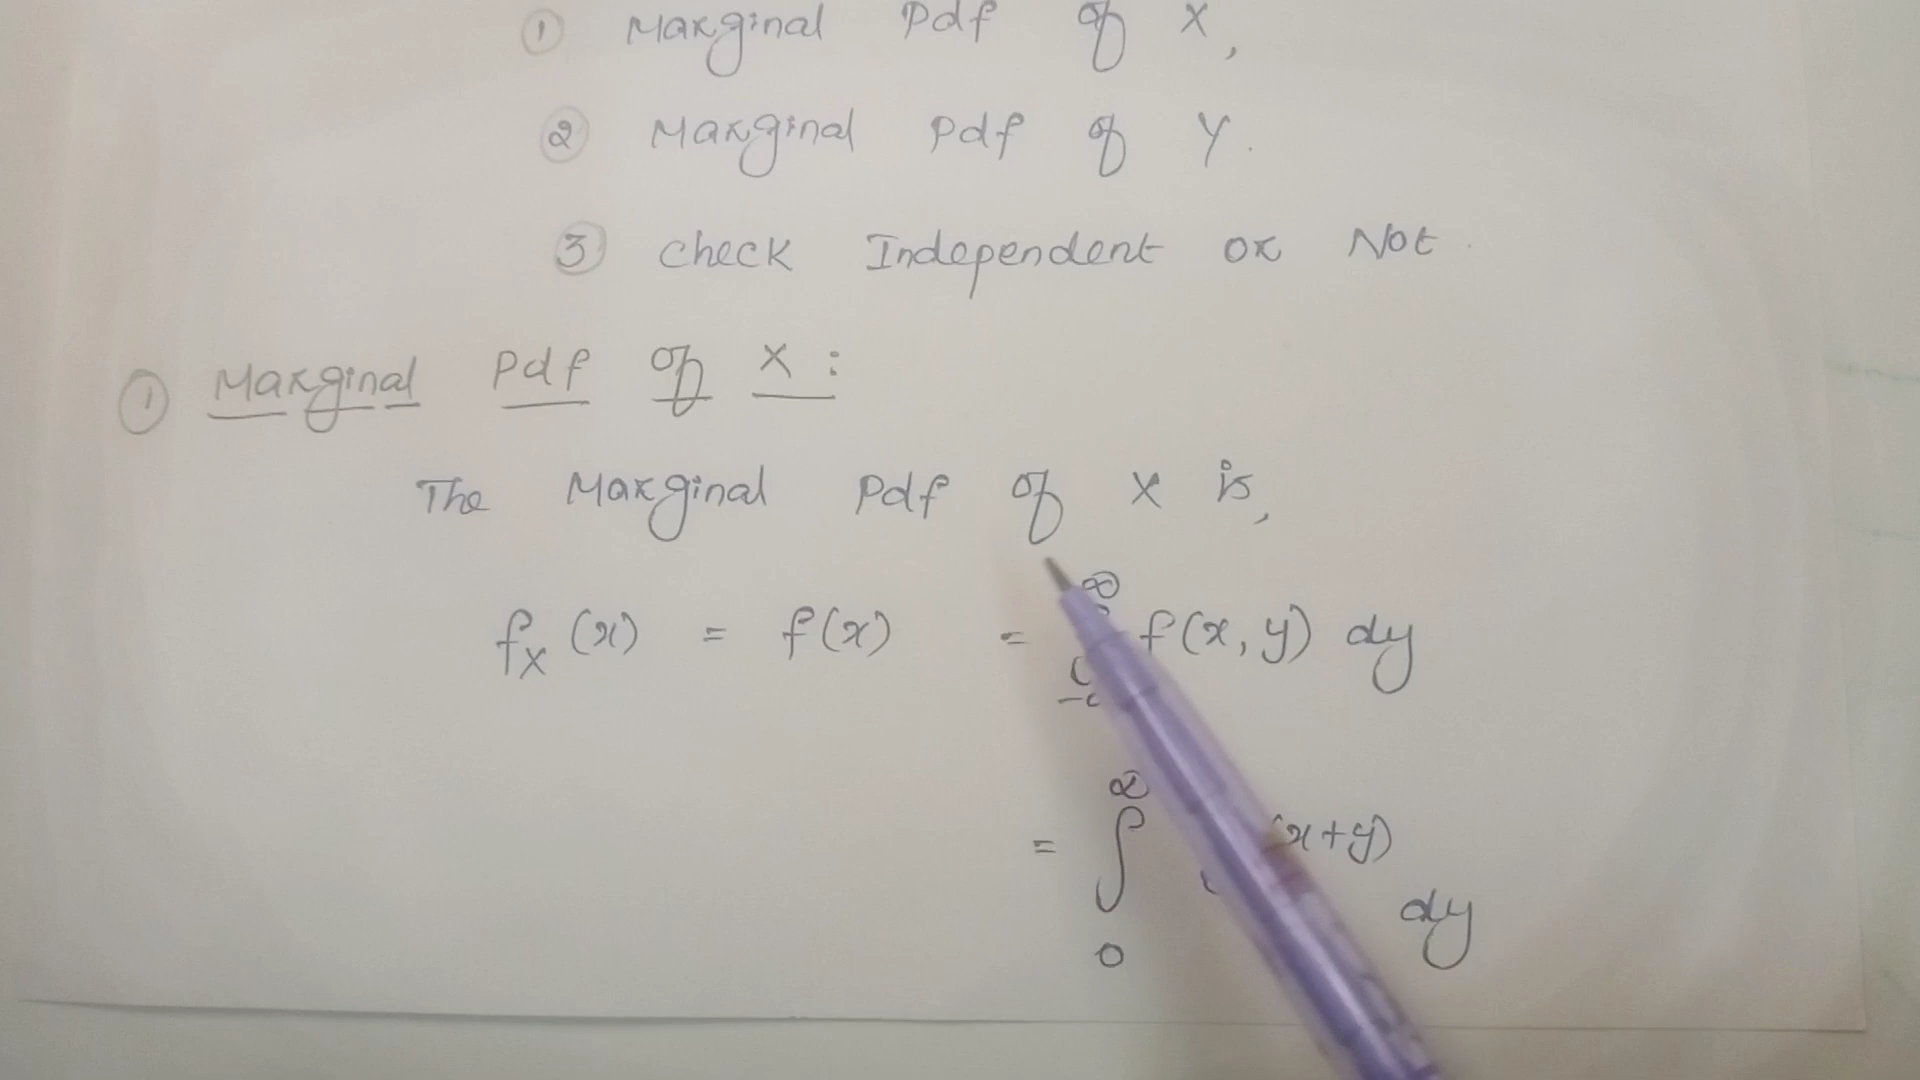 ① Marginal Pdf of X,
② Marginal Pdf of Y.
③ Check Independent or Not.
① Marginal Pdf of X :
The Marginal Pdf of X is,
fX (x) = f(x) = ∞ f(x, y) dy
= ∫ ∞ 0 (x+y) dy